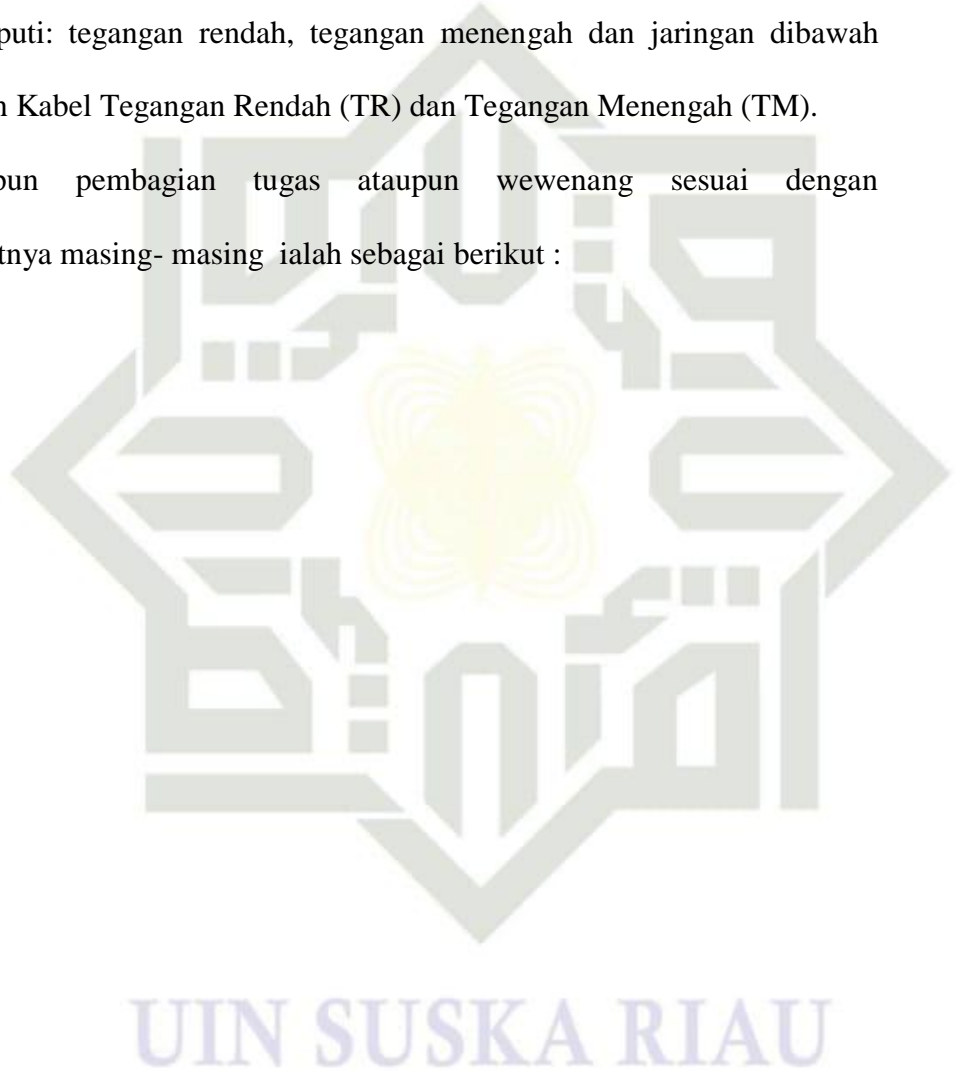 puti: tegangan rendah, tegangan menengah dan jaringan dibawah
Kabel Tegangan Rendah (TR) dan Tegangan Menengah (TM).
pun pembagian tugas ataupun wewenang sesuai dengan
tnya masing- masing ialah sebagai berikut :
UIN SUSKA RIAU